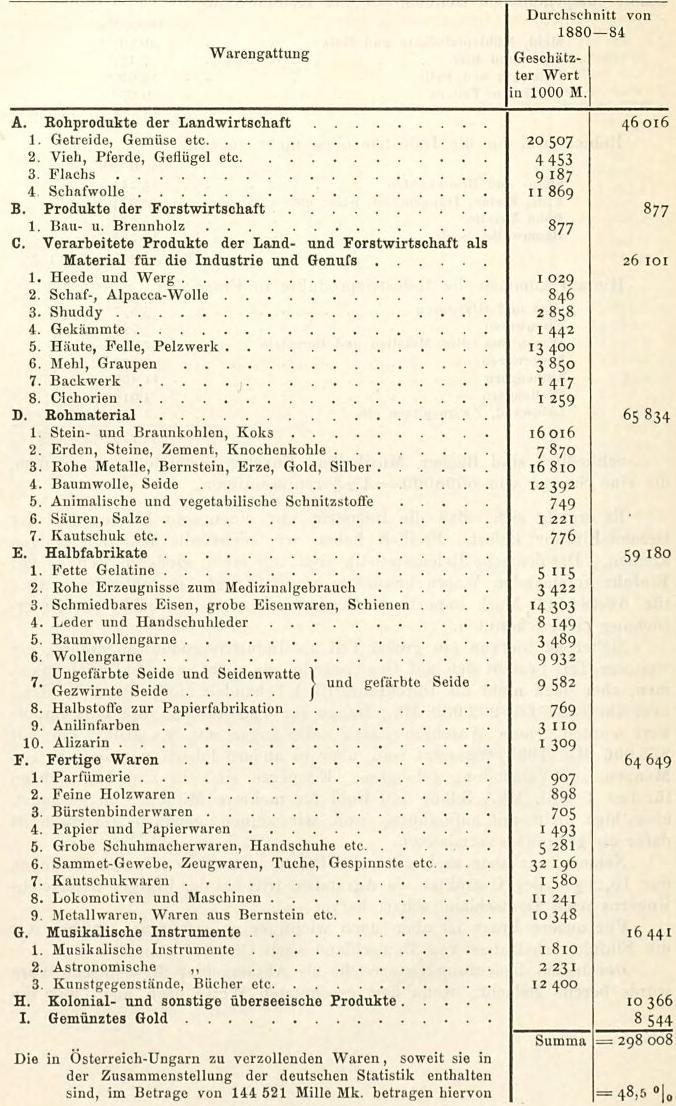 Warengattung
Durchschnitt von
1880—84
Geschätz-
ter Wert
in 1000 M.
A. Rohprodukte der Landwirtschaft . . . . . . . . . 46 016
1. Getreide, Gemüse etc. . . . . . . . . . . 20 507
2. Vieh, Pferde, Geflügel etc. . . . . . . . . . 4 453
3. Flachs . . . . . . . . . . . . . . 9 187
4. Schafwolle . . . . . . . . . . . . . 11 869
B. Produkte der Forstwirtschaft . . . . . . . . . 877
1. Bau- u. Brennholz . . . . . . . . . . . 877
C. Verarbeitete Produkte der Land- und Forstwirtschaft als
Material für die Industrie und Genufs . . . . . . 26 101
1. Heede und Werg . . . . . . . . . . . . 1 029
2. Schaf-, Alpacca-Wolle . . . . . . . . . . 846
3. Shuddy . . . . . . . . . . . . . . 2 858
4. Gekämmte . . . . . . . . . . . . . 1 442
5. Häute, Felle, Pelzwerk . . . . . . . . . . 13 400
6. Mehl, Graupen . . . . . . . . . . . . 3 850
7. Backwerk . . . . . . . . . . . . . 1 417
8. Cichorien . . . . . . . . . . . . . 1 259
D. Rohmaterial . . . . . . . . . . . . . 65 834
1. Stein- und Braunkohlen, Koks . . . . . . . . 16 016
2. Erden, Steine, Zement, Knochenkohle . . . . . . . 7 870
3. Rohe Metalle, Bernstein, Erze, Gold, Silber . . . . . 16 810
4. Baumwolle, Seide . . . . . . . . . . . 12 392
5. Animalische und vegetabilische Schnitzstoffe . . . . 749
6. Säuren, Salze . . . . . . . . . . . . 1 221
7. Kautschuk etc. . . . . . . . . . . . . 776
E. Halbfabrikate . . . . . . . . . . . . . 59 180
1. Fette Gelatine . . . . . . . . . . . . 5 115
2. Rohe Erzeugnisse zum Medizinalgebrauch . . . . . . 3 422
3. Schmiedbares Eisen, grobe Eisenwaren, Schienen . . . . 14 303
4. Leder und Handschuhleder . . . . . . . . . 8 149
5. Baumwollengarne . . . . . . . . . . . 3 489
6. Wollengarne . . . . . . . . . . . . . 9 932
7. Ungefärbte Seide und Seidenwatte }
Gezwirnte Seide . . . . . . } und gefärbte Seide . 9 582
8. Halbstoffe zur Papierfabrikation . . . . . . . . 769
9. Anilinfarben . . . . . . . . . . . . 3 110
10. Alizarin . . . . . . . . . . . . . . 1 309
F. Fertige Waren . . . . . . . . . . . . 64 649
1. Parfümerie . . . . . . . . . . . . . 907
2. Feine Holzwaren . . . . . . . . . . . 898
3. Bürstenbinderwaren . . . . . . . . . . . 705
4. Papier und Papierwaren . . . . . . . . . 1 493
5. Grobe Schuhmacherwaren, Handschuhe etc. . . . . . 5 281
6. Sammet-Gewebe, Zeugwaren, Tuche, Gespinnste etc. . . . 32 196
7. Kautschukwaren . . . . . . . . . . . 1 580
8. Lokomotiven und Maschinen . . . . . . . . 11 241
9. Metallwaren, Waren aus Bernstein etc. . . . . . . 10 348
G. Musikalische Instrumente . . . . . . . . . . 16 441
1. Musikalische Instrumente . . . . . . . . . 1 810
2. Astronomische „ . . . . . . . . . 2 231
3. Kunstgegenstände, Bücher etc. . . . . . . . . 12 400
H. Kolonial- und sonstige überseeische Produkte . . . . . 10 366
I. Gemünztes Gold . . . . . . . . . . . . 8 544
Summa = 298 008
Die in Österreich-Ungarn zu verzollenden Waren, soweit sie in
der Zusammenstellung der deutschen Statistik enthalten
sind, im Betrage von 144 521 Mille Mk. betragen hiervon = 48,5 %